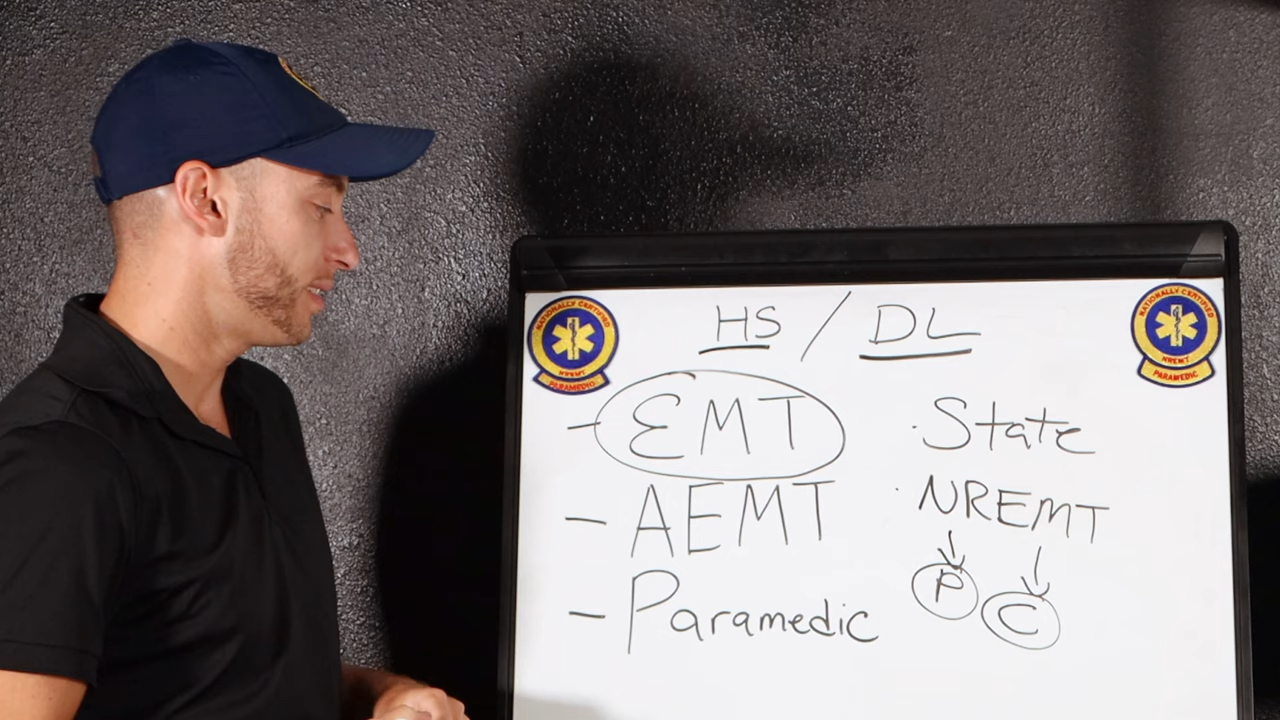 HS / DL
NATIONALLY CERTIFIED
NREMT
PARAMEDIC
NATIONALLY CERTIFIED
NREMT
PARAMEDIC
- EMT
- AEMT
- Paramedic
· State
· NREMT
P
C